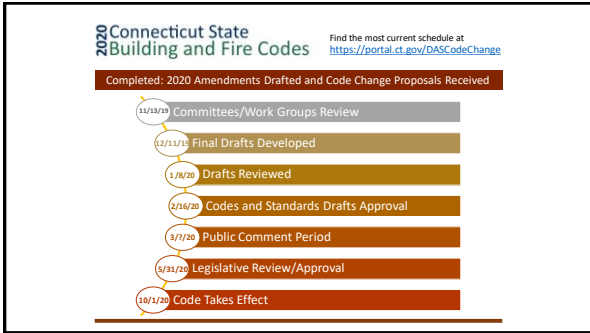 2020 Connecticut State
Building and Fire Codes
Find the most current schedule at
https://portal.ct.gov/DASCodeChange
Completed: 2020 Amendments Drafted and Code Change Proposals Received
11/13/19 Committees/Work Groups Review
12/11/19 Final Drafts Developed
1/8/20 Drafts Reviewed
2/16/20 Codes and Standards Drafts Approval
3/?/20 Public Comment Period
5/31/20 Legislative Review/Approval
10/1/20 Code Takes Effect